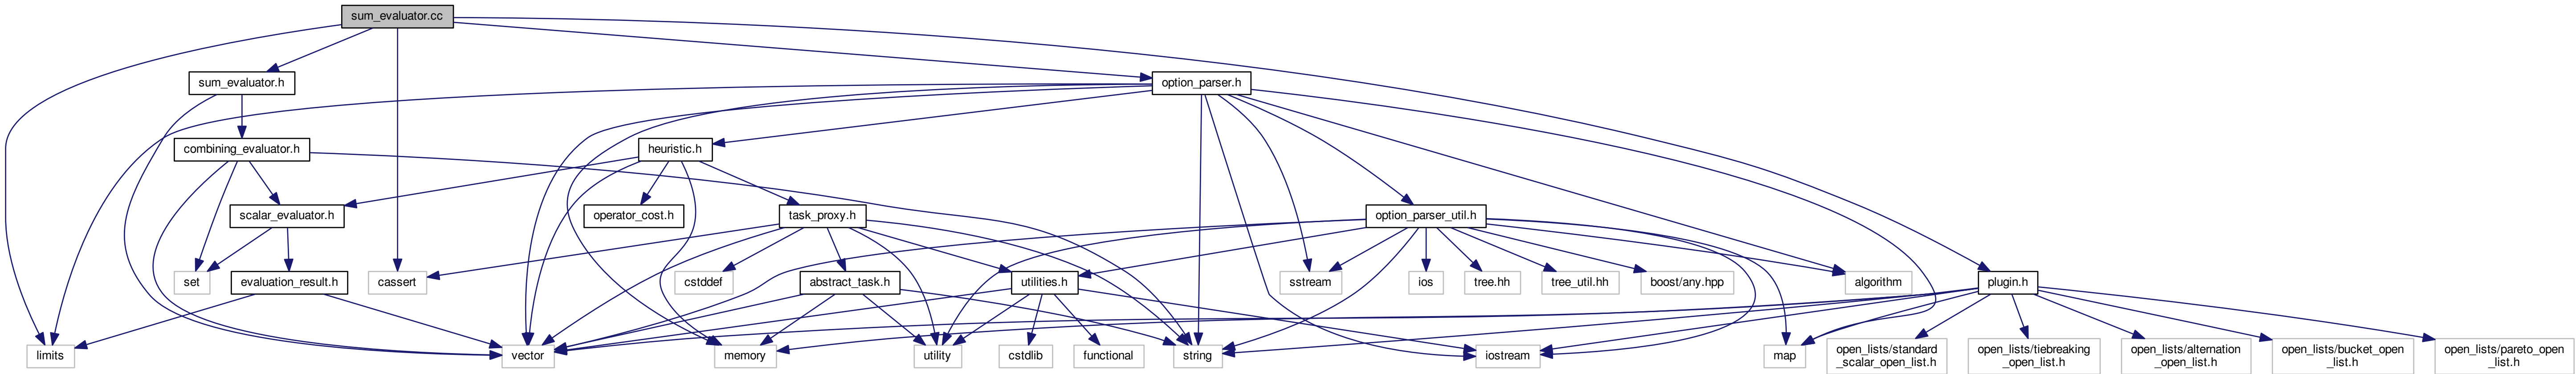 sum_evaluator.cc
sum_evaluator.h
option_parser.h
combining_evaluator.h
heuristic.h
scalar_evaluator.h
operator_cost.h
task_proxy.h
option_parser_util.h
set
evaluation_result.h
cassert
cstddef
abstract_task.h
utilities.h
sstream
ios
tree.hh
tree_util.hh
boost/any.hpp
algorithm
plugin.h
limits
vector
memory
utility
cstdlib
functional
string
iostream
map
open_lists/standard
_scalar_open_list.h
open_lists/tiebreaking
_open_list.h
open_lists/alternation
_open_list.h
open_lists/bucket_open
_list.h
open_lists/pareto_open
_list.h